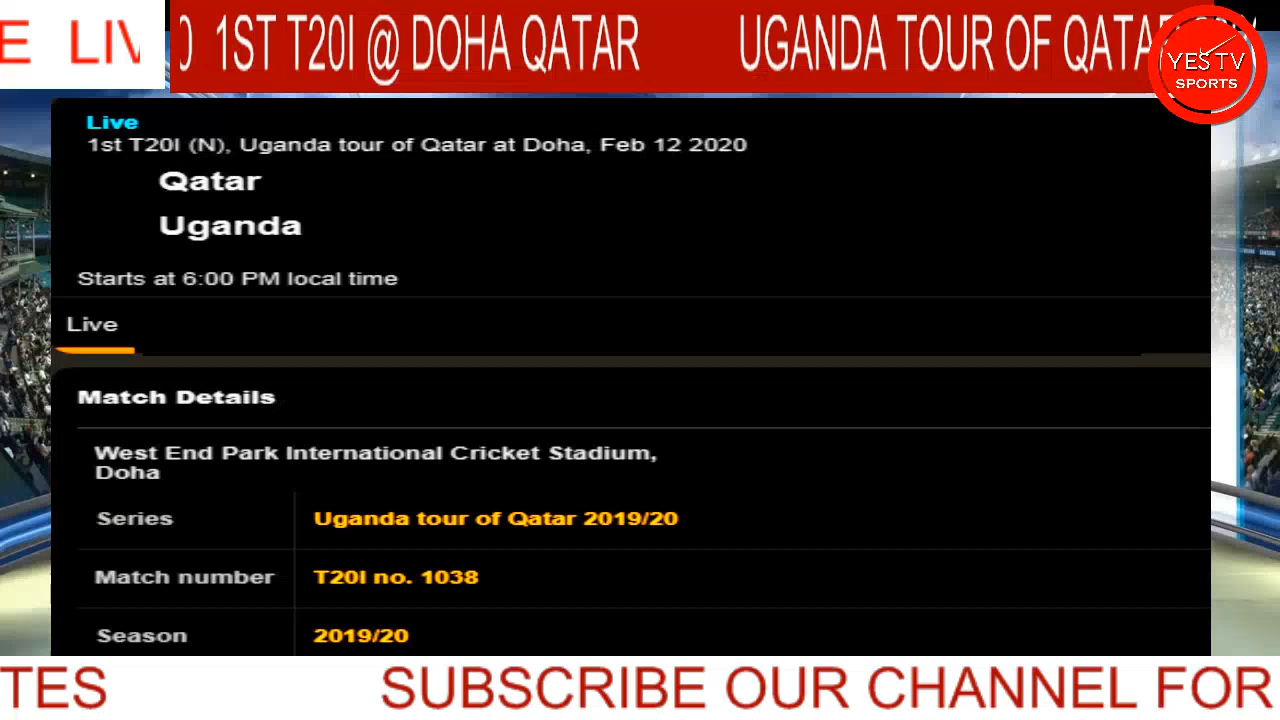 E LIV
0 1ST T20I @ DOHA QATAR UGANDA TOUR OF QATA
YES TV
SPORTS
Live
1st T20I (N), Uganda tour of Qatar at Doha, Feb 12 2020
Qatar
Uganda
Starts at 6:00 PM local time
Live
Match Details
West End Park International Cricket Stadium,
Doha
Series Uganda tour of Qatar 2019/20
Match number T20I no. 1038
Season 2019/20
TES SUBSCRIBE OUR CHANNEL FOR